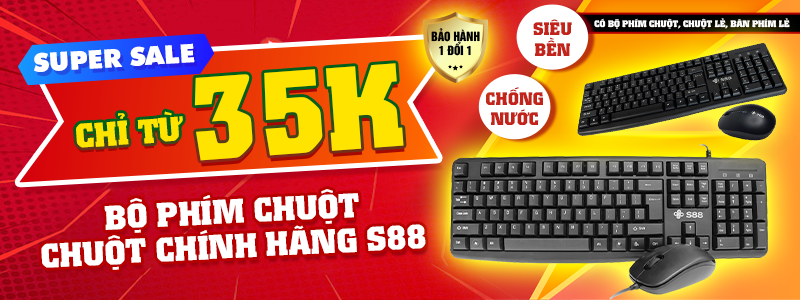 SUPER SALE
CHỈ TỪ 35K
BẢO HÀNH
1 ĐỔI 1
SIÊU
BỀN
CÓ BỘ PHÍM CHUỘT, CHUỘT LẺ, BÀN PHÍM LẺ
CHỐNG
NƯỚC
BỘ PHÍM CHUỘT
CHUỘT CHÍNH HÃNG S88
S88
S88